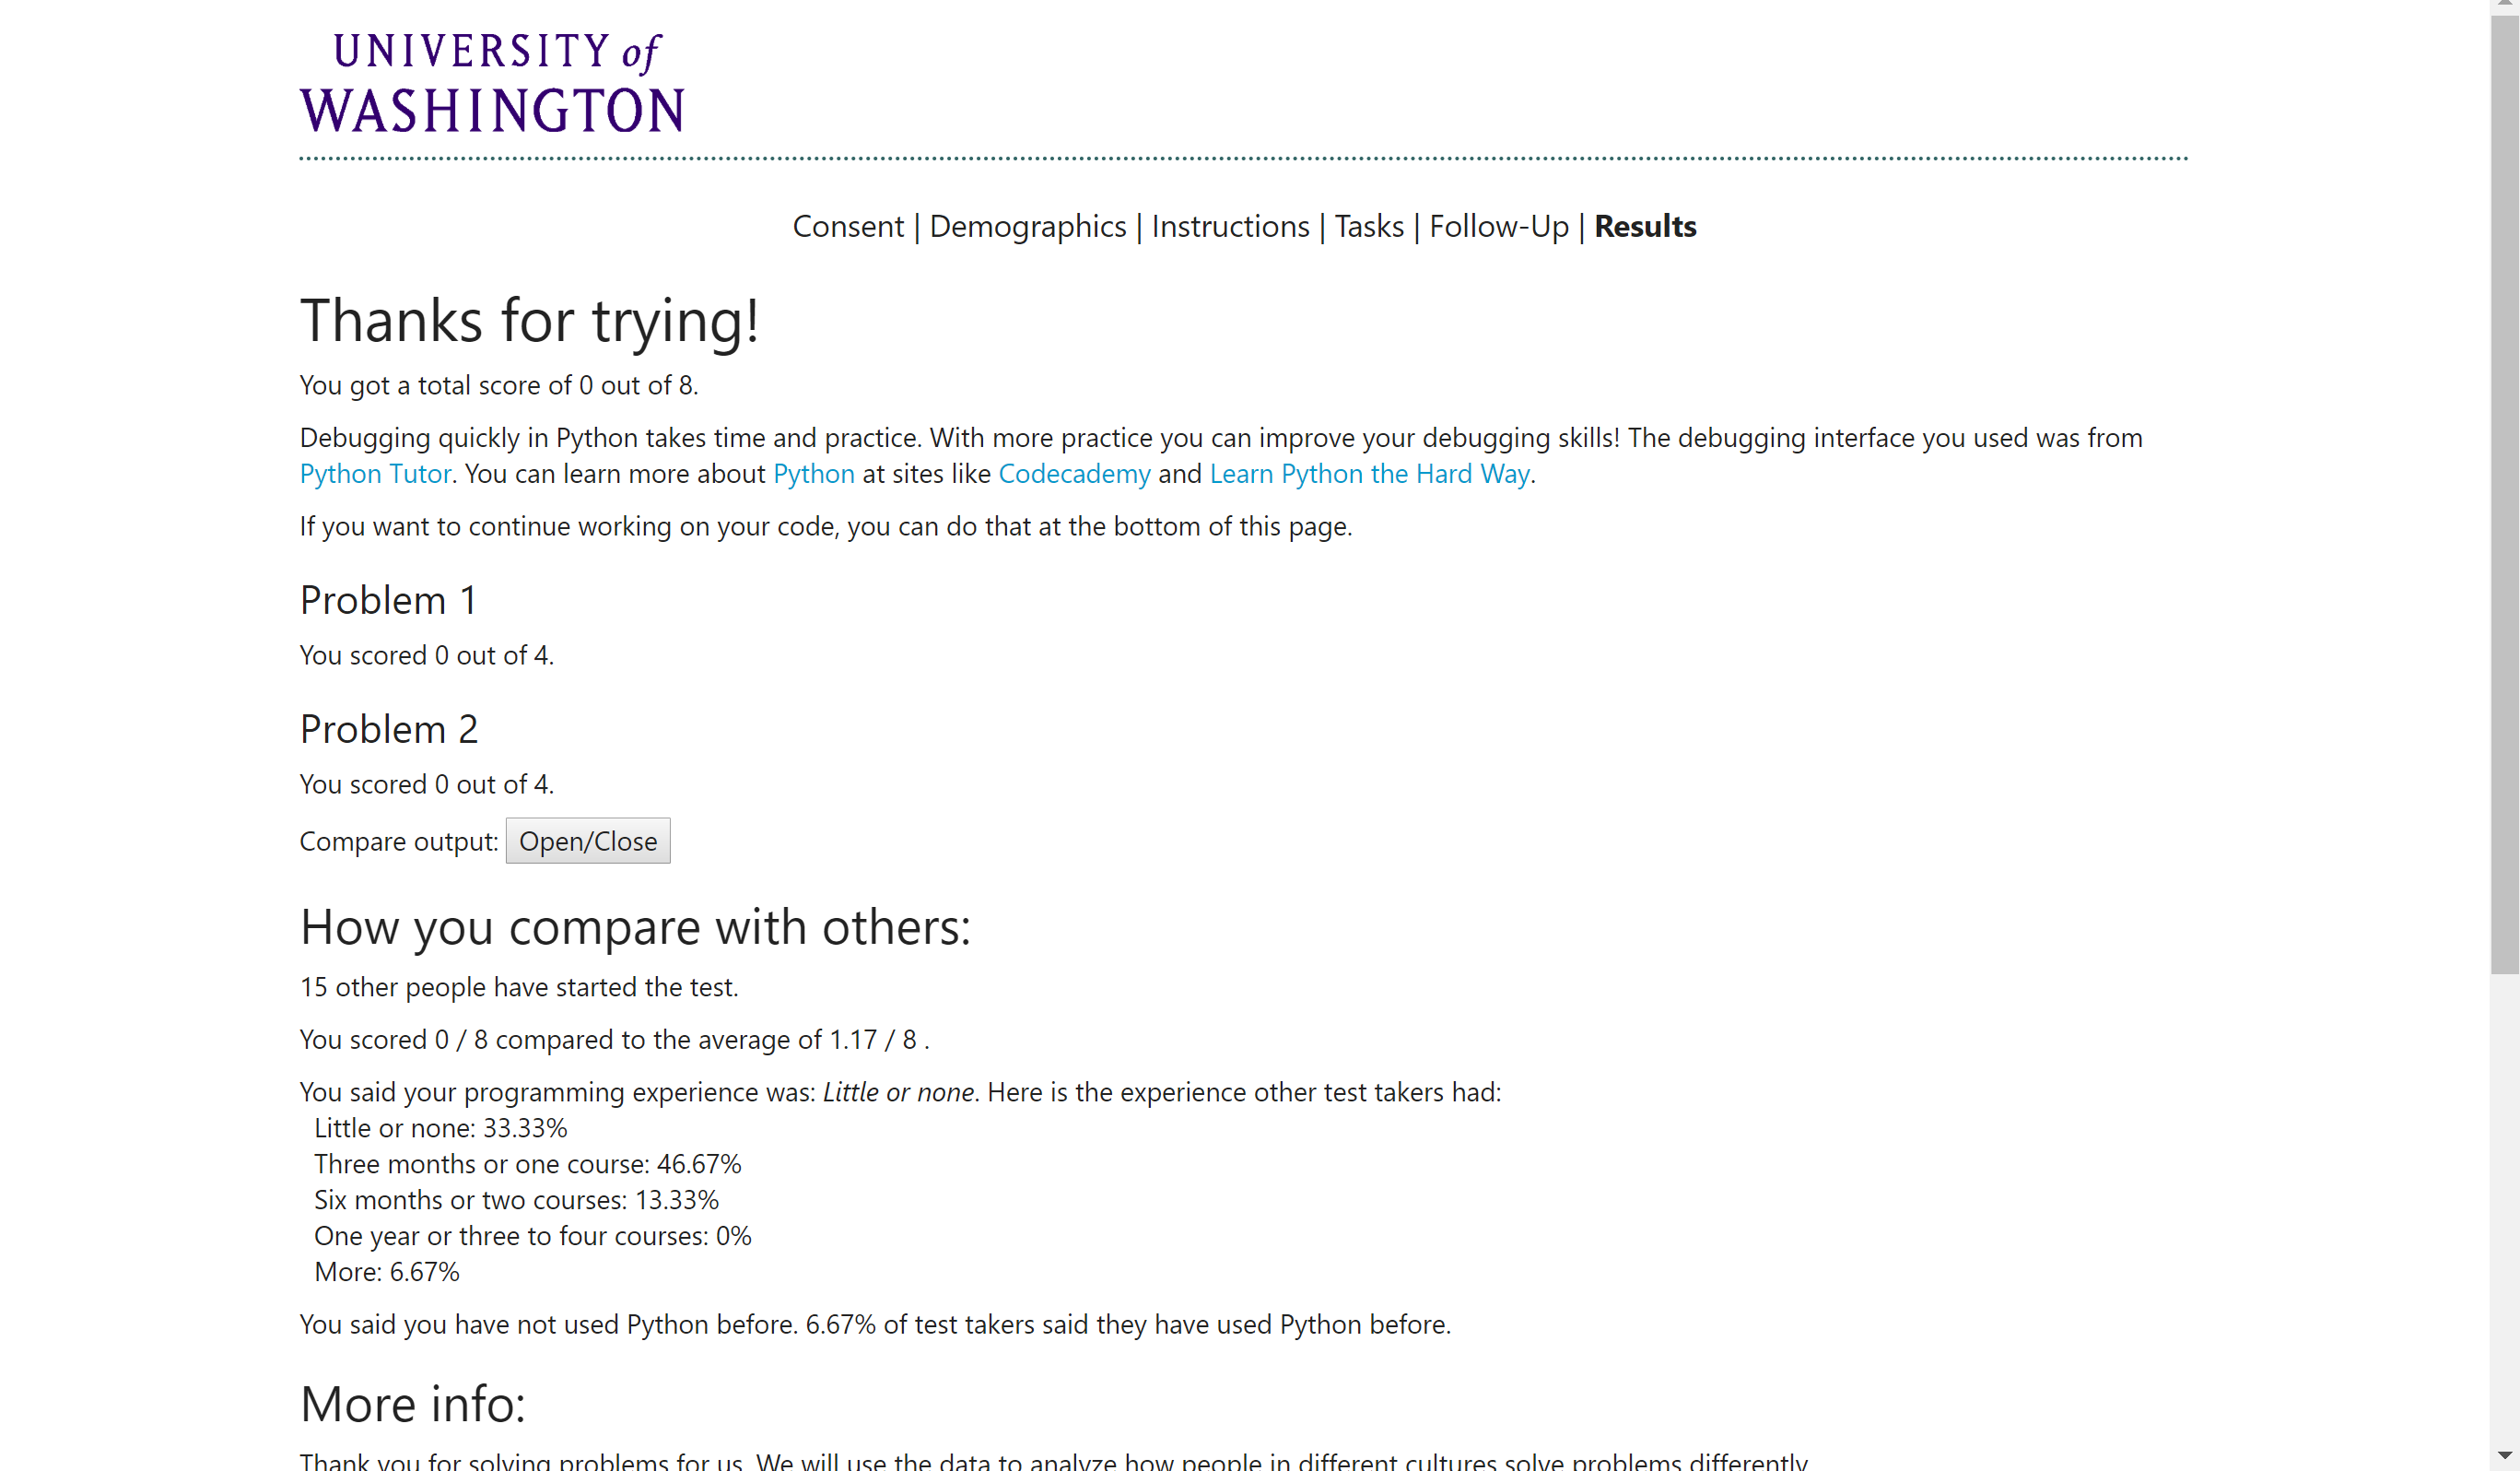 UNIVERSITY of
WASHINGTON
Consent | Demographics | Instructions | Tasks | Follow-Up | Results
Thanks for trying!
You got a total score of 0 out of 8.
Debugging quickly in Python takes time and practice. With more practice you can improve your debugging skills! The debugging interface you used was from
Python Tutor. You can learn more about Python at sites like Codecademy and Learn Python the Hard Way.
If you want to continue working on your code, you can do that at the bottom of this page.
Problem 1
You scored 0 out of 4.
Problem 2
You scored 0 out of 4.
Compare output: Open/Close
How you compare with others:
15 other people have started the test.
You scored 0 / 8 compared to the average of 1.17 / 8 .
You said your programming experience was: Little or none. Here is the experience other test takers had:
Little or none: 33.33%
Three months or one course: 46.67%
Six months or two courses: 13.33%
One year or three to four courses: 0%
More: 6.67%
You said you have not used Python before. 6.67% of test takers said they have used Python before.
More info:
Thank you for solving problems for us. We will use the data to analyze how people in different cultures solve problems differently